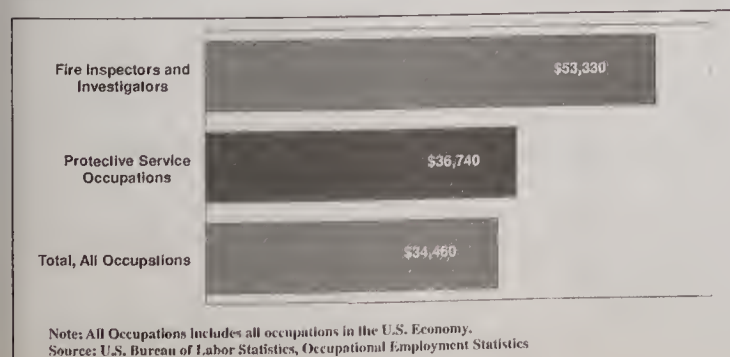 Fire Inspectors and
Investigators
$53,330
Protective Service
Occupations
$36,740
Total, All Occupations
$34,460
Note: All Occupations includes all occupations in the U.S. Economy.
Source: U.S. Bureau of Labor Statistics, Occupational Employment Statistics